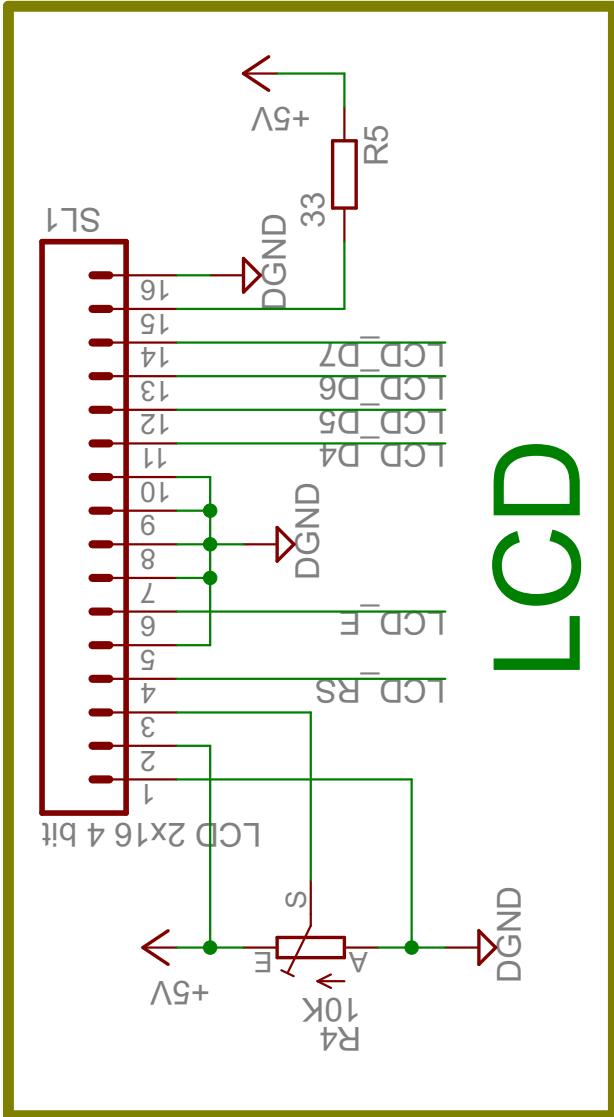 +5V
R5
33
SL1
DGND
16
15
14
13
12
11
10
9
8
7
6
5
4
3
2
1
LCD_D7
LCD_D6
LCD_D5
LCD_D4
DGND
LCD_E
LCD_RS
LCD
LCD 2x16 4 bit
S
E
A
+5V
10K
R4
DGND